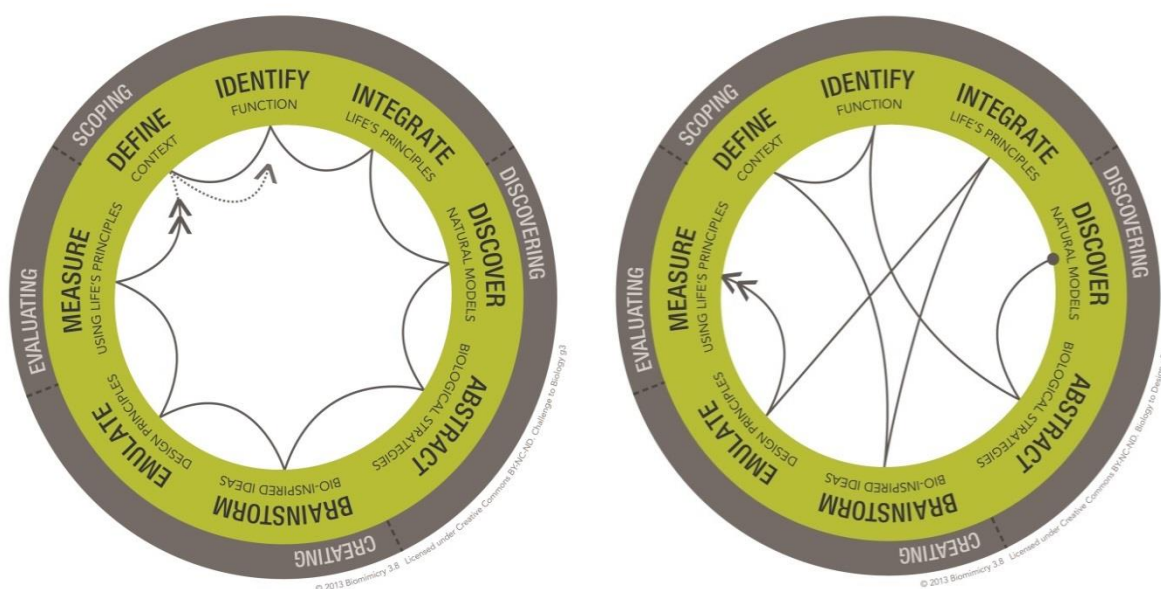 SCOPING
DISCOVERING
CREATING
EVALUATING
DEFINE
CONTEXT
IDENTIFY
FUNCTION
INTEGRATE
LIFE'S PRINCIPLES
DISCOVER
NATURAL MODELS
ABSTRACT
BIOLOGICAL STRATEGIES
BRAINSTORM
BIO-INSPIRED IDEAS
EMULATE
DESIGN PRINCIPLES
MEASURE
USING LIFE'S PRINCIPLES
© 2013 Biomimicry 3.8 Licensed under Creative Commons BY-NC-ND. Challenge to Biology g3
SCOPING
DISCOVERING
CREATING
EVALUATING
DEFINE
CONTEXT
IDENTIFY
FUNCTION
INTEGRATE
LIFE'S PRINCIPLES
DISCOVER
NATURAL MODELS
ABSTRACT
BIOLOGICAL STRATEGIES
BRAINSTORM
BIO-INSPIRED IDEAS
EMULATE
DESIGN PRINCIPLES
MEASURE
USING LIFE'S PRINCIPLES
© 2013 Biomimicry 3.8 Licensed under Creative Commons BY-NC-ND. Biology to Design